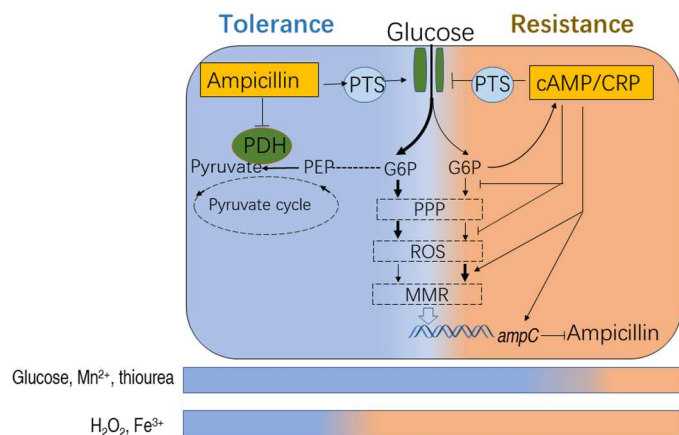 Tolerance Glucose Resistance
Ampicillin PTS PTS cAMP/CRP
PDH
Pyruvate PEP G6P G6P
Pyruvate cycle PPP
ROS
MMR
ampC Ampicillin
Glucose, Mn²⁺, thiourea
H₂O₂, Fe³⁺